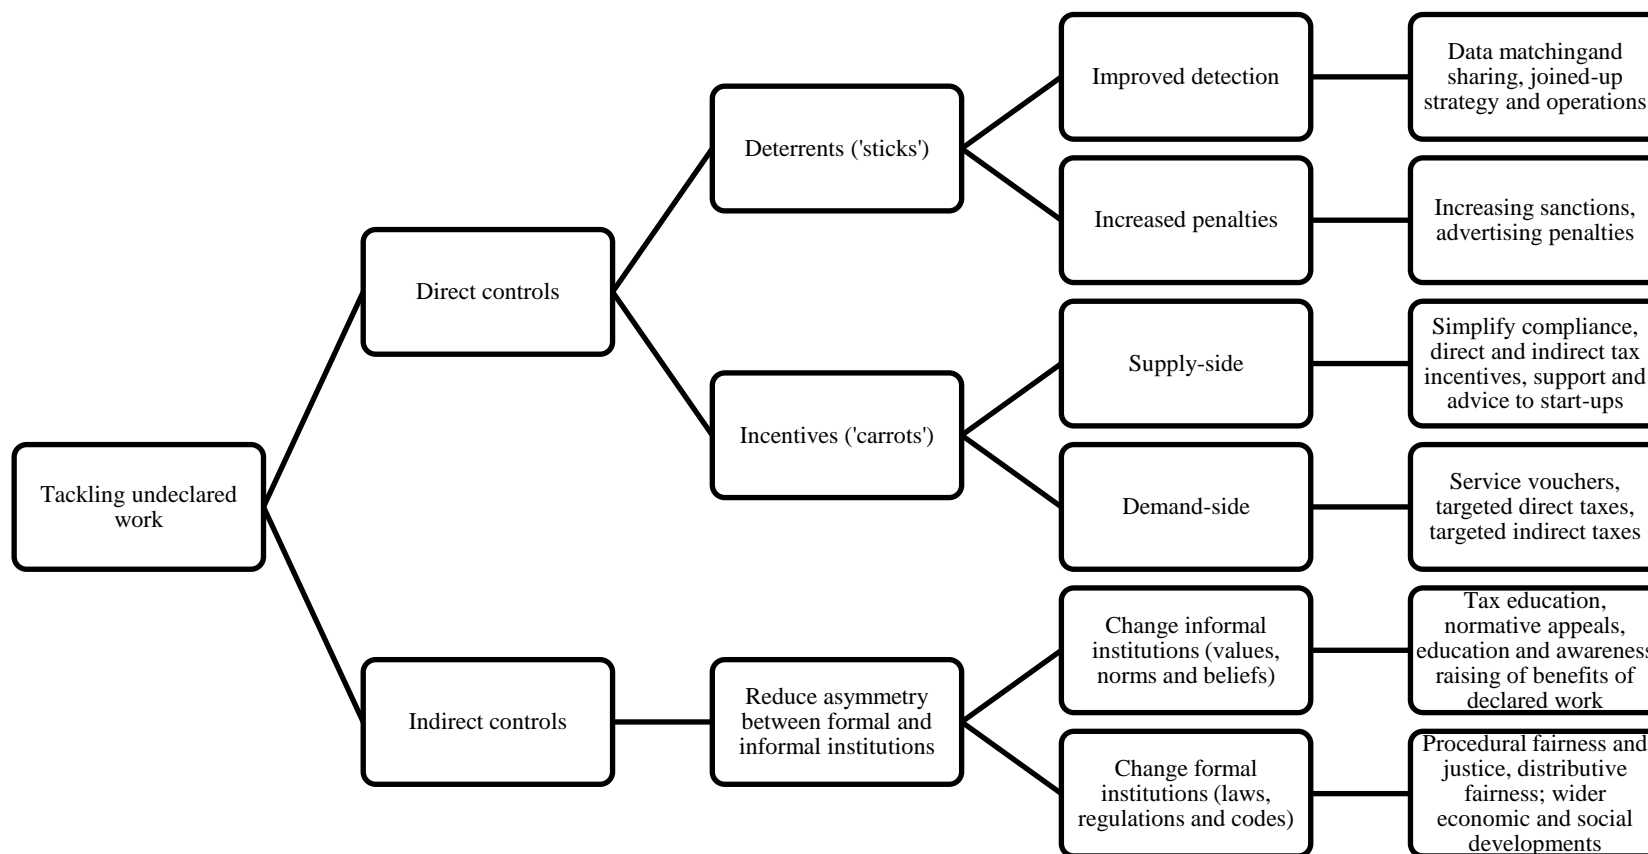 Tackling undeclared
work
Direct controls
Indirect controls
Deterrents ('sticks')
Incentives ('carrots')
Reduce asymmetry
between formal and
informal institutions
Improved detection
Increased penalties
Supply-side
Demand-side
Change informal
institutions (values,
norms and beliefs)
Change formal
institutions (laws,
regulations and codes)
Data matchingand
sharing, joined-up
strategy and operations
Increasing sanctions,
advertising penalties
Simplify compliance,
direct and indirect tax
incentives, support and
advice to start-ups
Service vouchers,
targeted direct taxes,
targeted indirect taxes
Tax education,
normative appeals,
education and awareness
raising of benefits of
declared work
Procedural fairness and
justice, distributive
fairness; wider
economic and social
developments